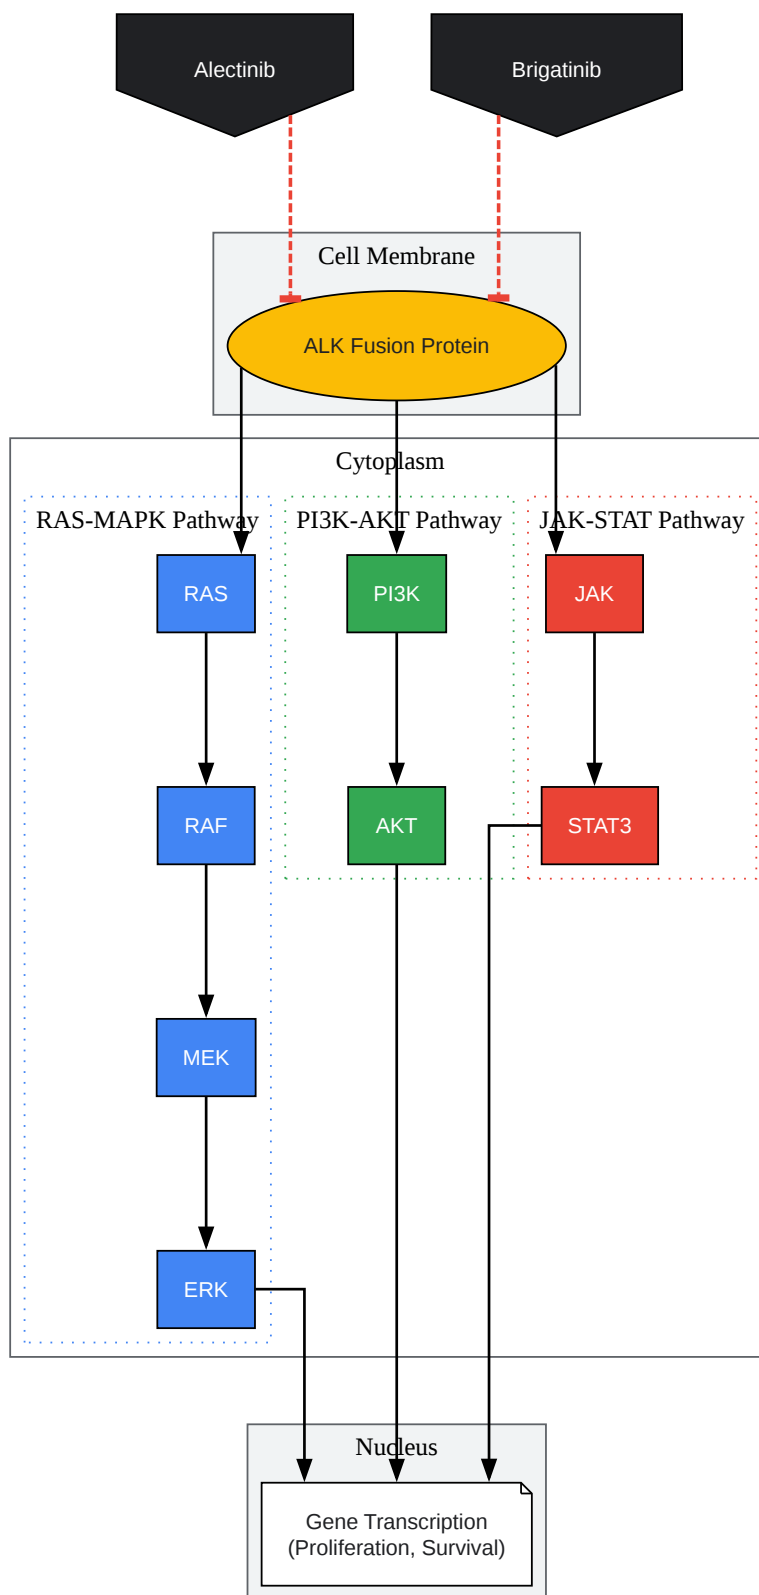 Alectinib
Brigatinib
Cell Membrane
ALK Fusion Protein
Cytoplasm
RAS-MAPK Pathway
PI3K-AKT Pathway
JAK-STAT Pathway
RAS
PI3K
JAK
RAF
AKT
STAT3
MEK
ERK
Nucleus
Gene Transcription
(Proliferation, Survival)